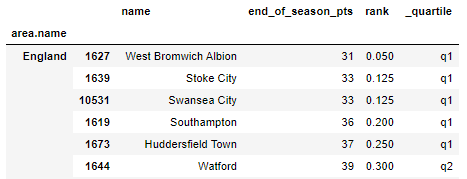 name end_of_season_pts rank _quartile
area.name
England 1627 West Bromwich Albion 31 0.050 q1
1639 Stoke City 33 0.125 q1
10531 Swansea City 33 0.125 q1
1619 Southampton 36 0.200 q1
1673 Huddersfield Town 37 0.250 q1
1644 Watford 39 0.300 q2